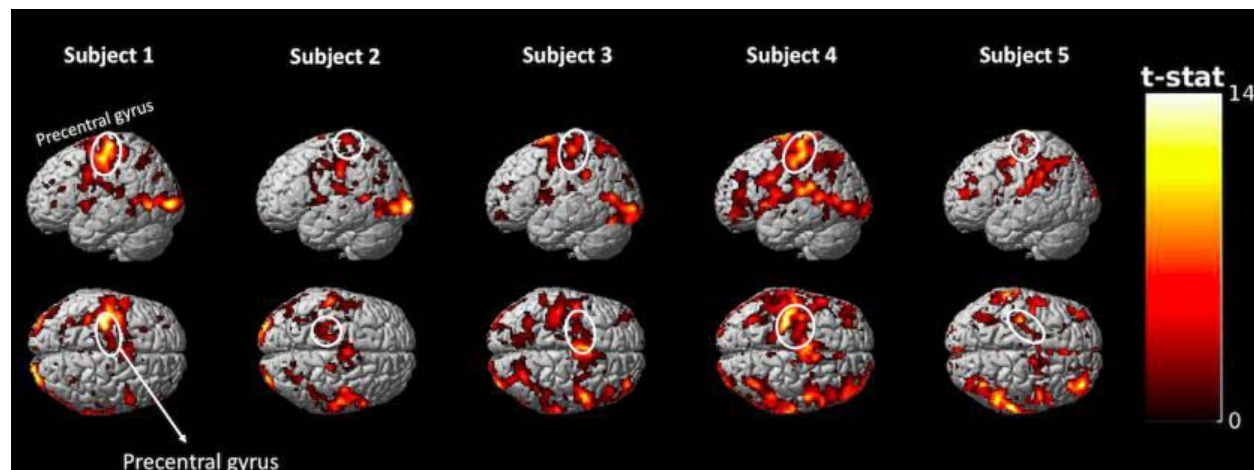 Subject 1
Subject 2
Subject 3
Subject 4
Subject 5
t-stat
14
Precentral gyrus
0
Precentral gyrus